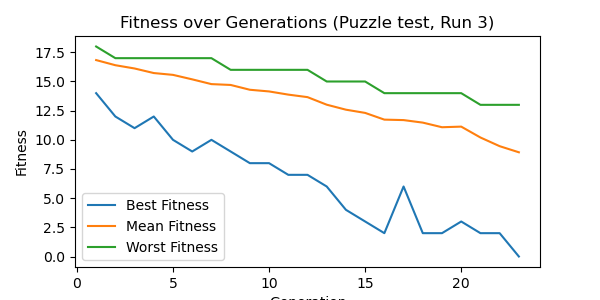 Fitness over Generations (Puzzle test, Run 3)
17.5
15.0
12.5
10.0
7.5
5.0
2.5
0.0
Fitness
Best Fitness
Mean Fitness
Worst Fitness
0 5 10 15 20
Generation